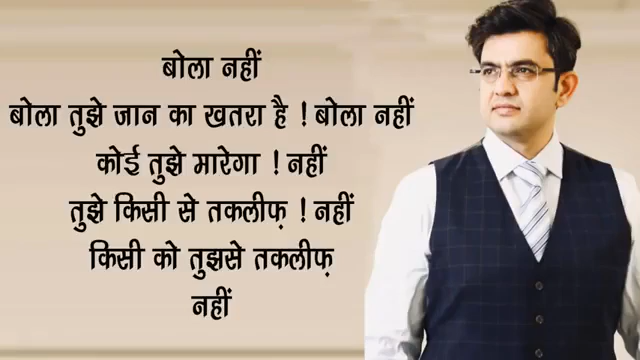 बोला नहीं
बोला तुझे जान का खतरा है ! बोला नहीं
कोई तुझे मारेगा ! नहीं
तुझे किसी से तकलीफ़ ! नहीं
किसी को तुझसे तकलीफ़
नहीं